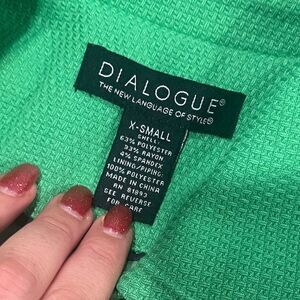 DIALOGUE®
THE NEW LANGUAGE OF STYLE®
X-SMALL
SHELL:
63% POLYESTER
33% RAYON
4% SPANDEX
LINING/PIPING:
100% POLYESTER
MADE IN CHINA
RN 81893
SEE REVERSE
FOR CARE